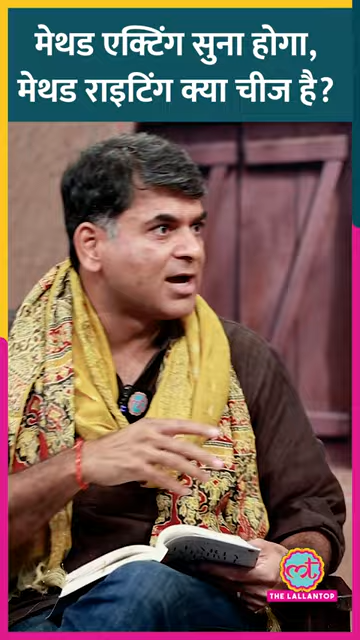 मेथड एक्टिंग सुना होगा,
मेथड राइटिंग क्या चीज है?
THE LALLANTOP